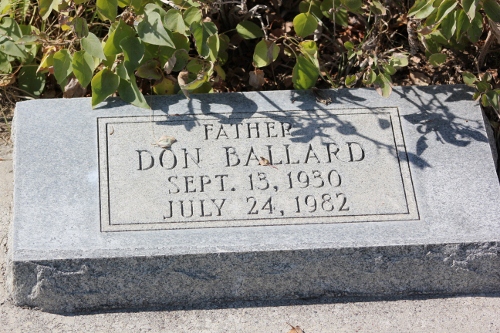 FATHER
DON BALLARD
SEPT. 13, 1930
JULY 24, 1982